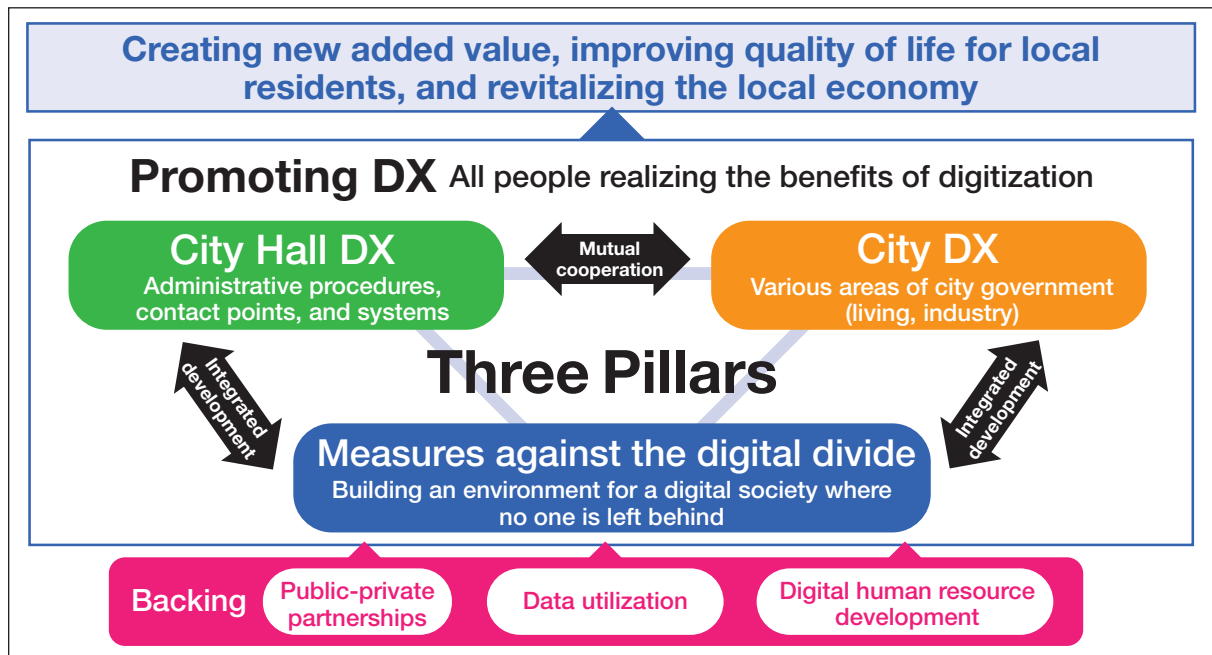 Creating new added value, improving quality of life for local
residents, and revitalizing the local economy
Promoting DX All people realizing the benefits of digitization
City Hall DX
Administrative procedures,
contact points, and systems
Mutual
cooperation
City DX
Various areas of city government
(living, industry)
Three Pillars
Integrated
development
Integrated
development
Measures against the digital divide
Building an environment for a digital society where
no one is left behind
Backing
Public-private
partnerships
Data utilization
Digital human resource
development